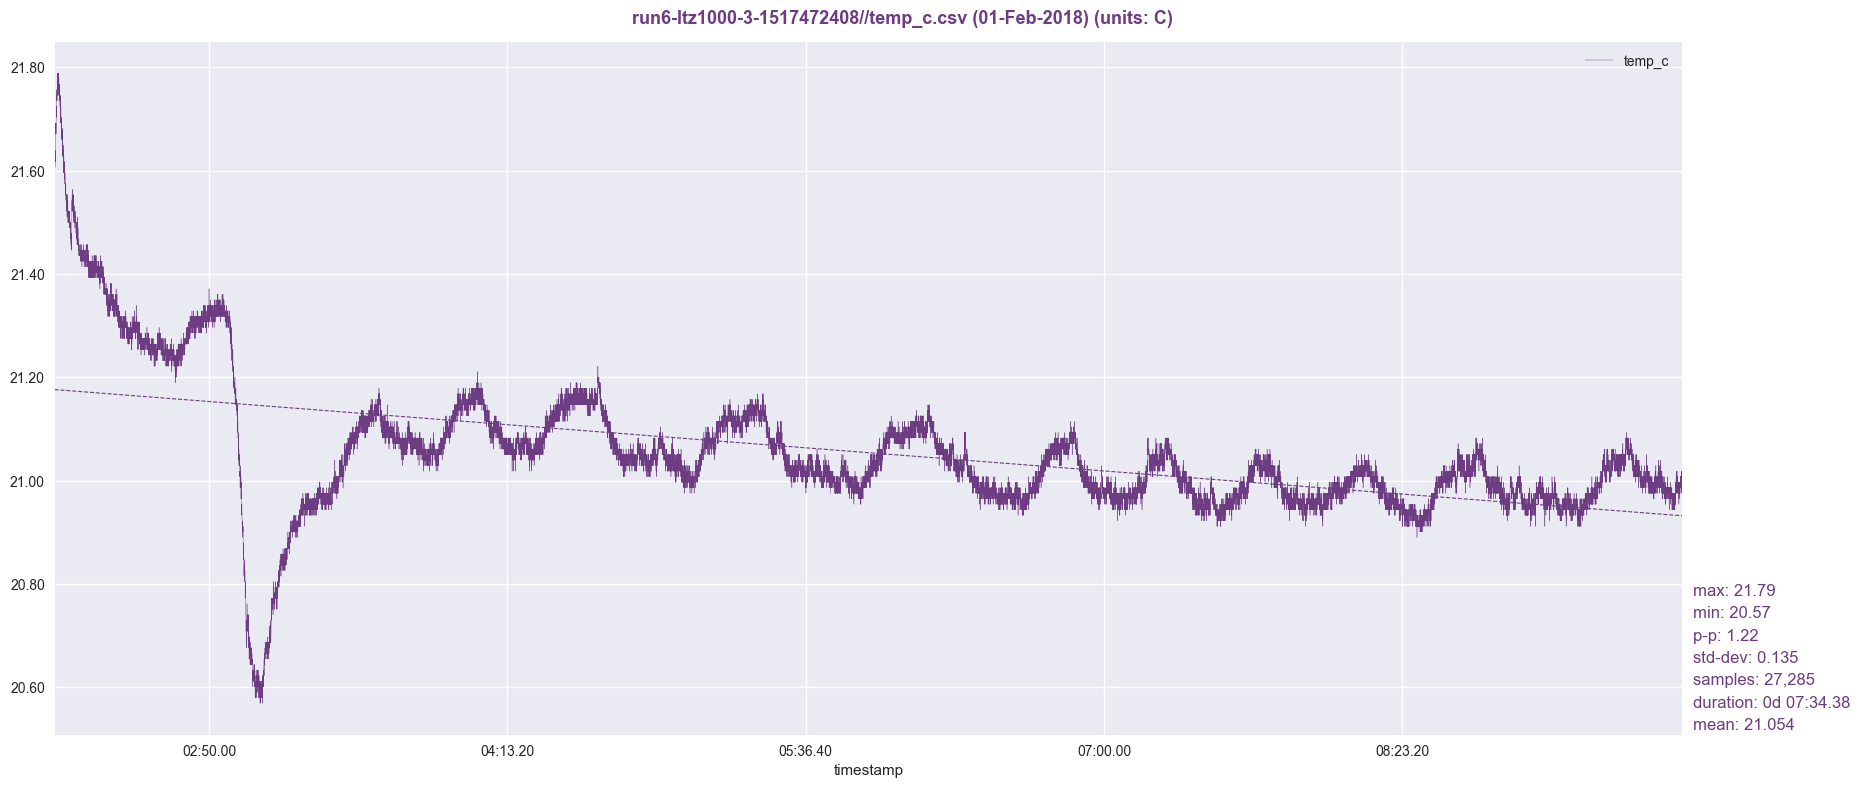 run6-ltz1000-3-1517472408//temp_c.csv (01-Feb-2018) (units: C)
temp_c
21.80
21.60
21.40
21.20
21.00
20.80
20.60
max: 21.79
min: 20.57
p-p: 1.22
std-dev: 0.135
samples: 27,285
duration: 0d 07:34.38
mean: 21.054
02:50.00 04:13.20 05:36.40 07:00.00 08:23.20
timestamp